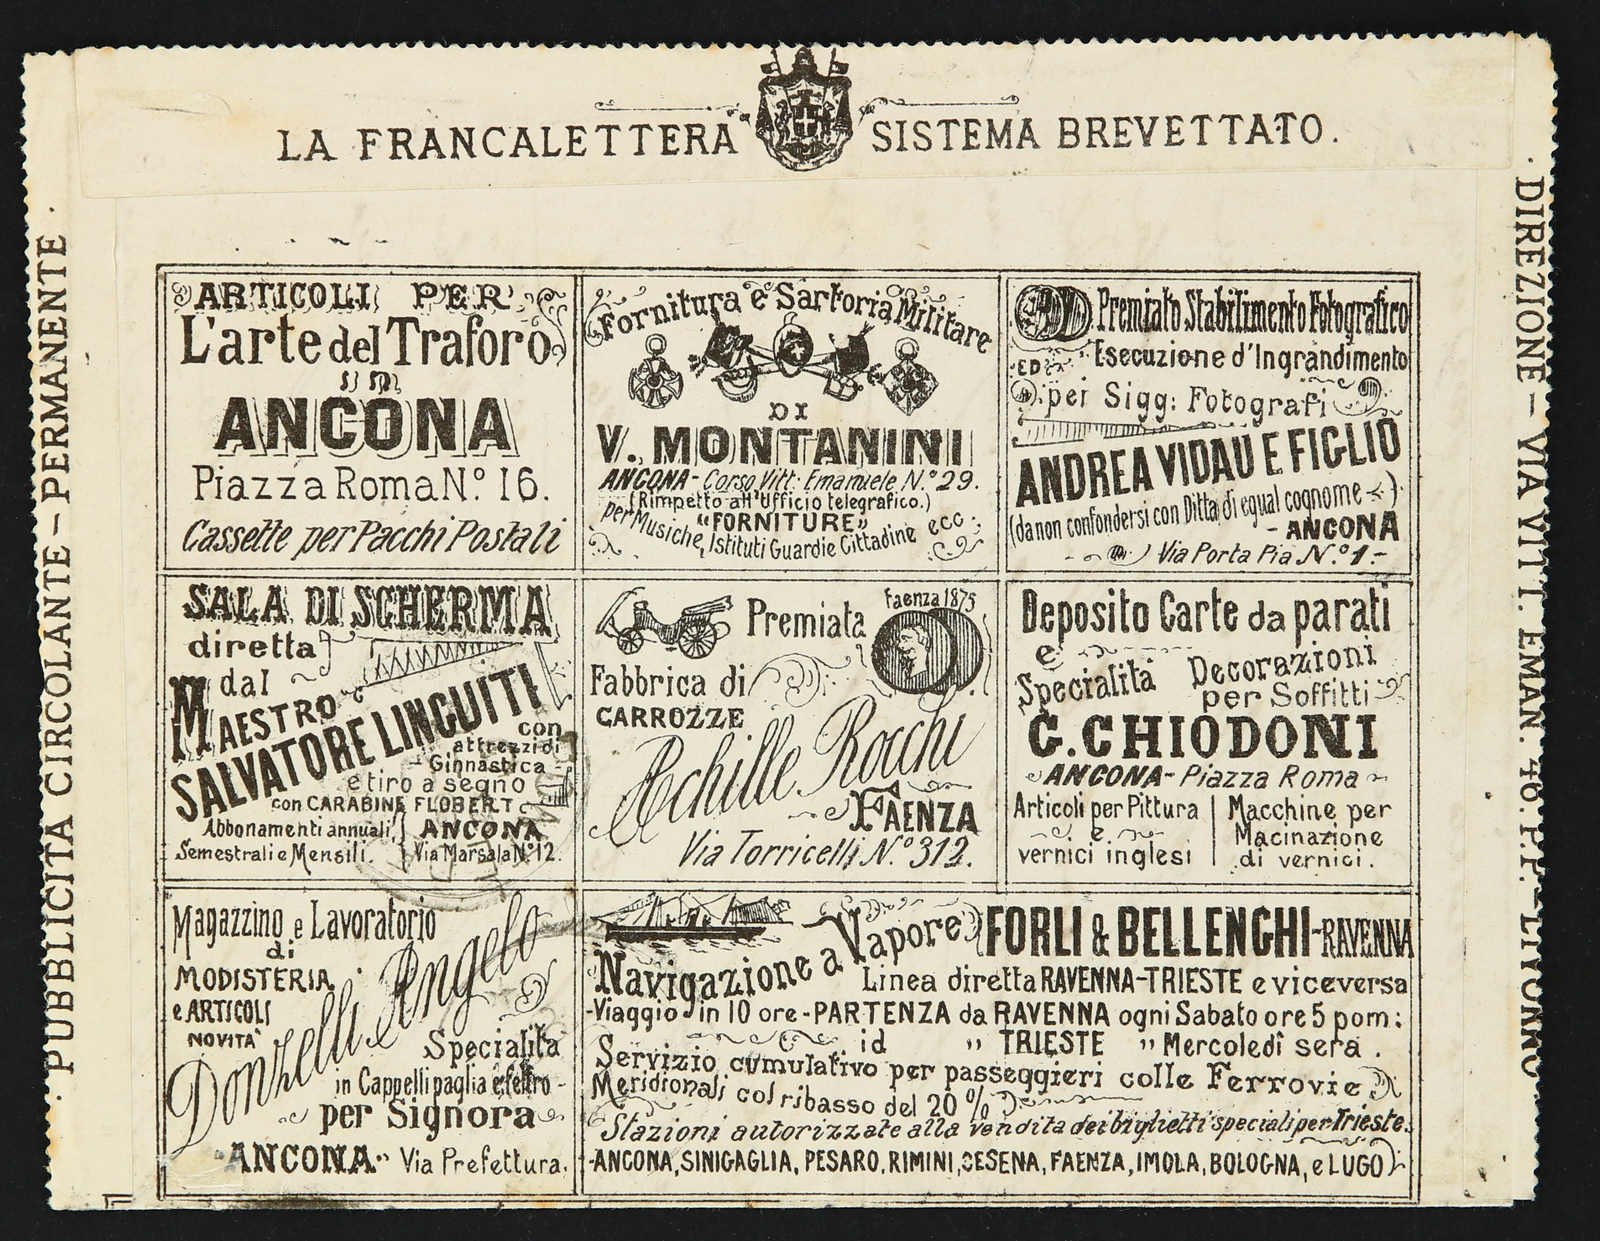 LA FRANCALETTERA SISTEMA BREVETTATO.
PUBBLICITA CIRCOLANTE – PERMANENTE.
DIREZIONE – VIA VITT. EMAN. 46. P.P. – LIVORNO
ARTICOLI PER
L'arte del Traforo
in
ANCONA
Piazza Roma N.º 16.
Cassette per Pacchi Postali
Fornitura e Sartoria Militare
DI
V. MONTANINI
ANCONA - Corso Vitt: Emanuele N.º 29.
(Rimpetto all'Ufficio telegrafico.)
"FORNITURE"
per Musiche, Istituti Guardie Cittadine ecc.
Premiato Stabilimento Fotografico
ED Esecuzione d'Ingrandimento
pei Sigg: Fotografi
ANDREA VIDAU E FIGLIO
(da non confondersi con Ditta di egual cognome)
- ANCONA
Via Porta Pia N.º 1. -
SALA DI SCHERMA
diretta
dal
MAESTRO
SALVATORE LINGUITI
con
attrezzi di
- Ginnastica -
e tiro a segno
con CARABINE FLOBERT
Abbonamenti annuali,
Semestrali e Mensili.
ANCONA
Via Marsala N.º 12.
Premiata
Faenza 1875
Fabbrica di
CARROZZE
Achille Rocchi
FAENZA
Via Torricelli N.º 312.
Deposito Carte da parati
e
Specialità Decorazioni
per Soffitti
G. CHIODONI
ANCONA - Piazza Roma
Articoli per Pittura
e
vernici inglesi
Macchine per
Macinazione
di vernici.
Magazzino e Lavoratorio
di
MODISTERIA
e ARTICOLI
NOVITA'
Donzelli Angelo
Specialità
in Cappelli paglia e feltro -
per Signora
"ANCONA" Via Prefettura.
Navigazione a Vapore FORLI & BELLENGHI - RAVENNA
Linea diretta RAVENNA-TRIESTE e viceversa
-Viaggio in 10 ore - PARTENZA da RAVENNA ogni Sabato ore 5 pom:
id " TRIESTE " Mercoledì sera.
Servizio cumulativo per passeggieri colle Ferrovie
Meridionali col ribasso del 20 %
Stazioni autorizzate alla vendita dei biglietti speciali per Trieste.
-ANCONA, SINIGAGLIA, PESARO, RIMINI, CESENA, FAENZA, IMOLA, BOLOGNA, e LUGO